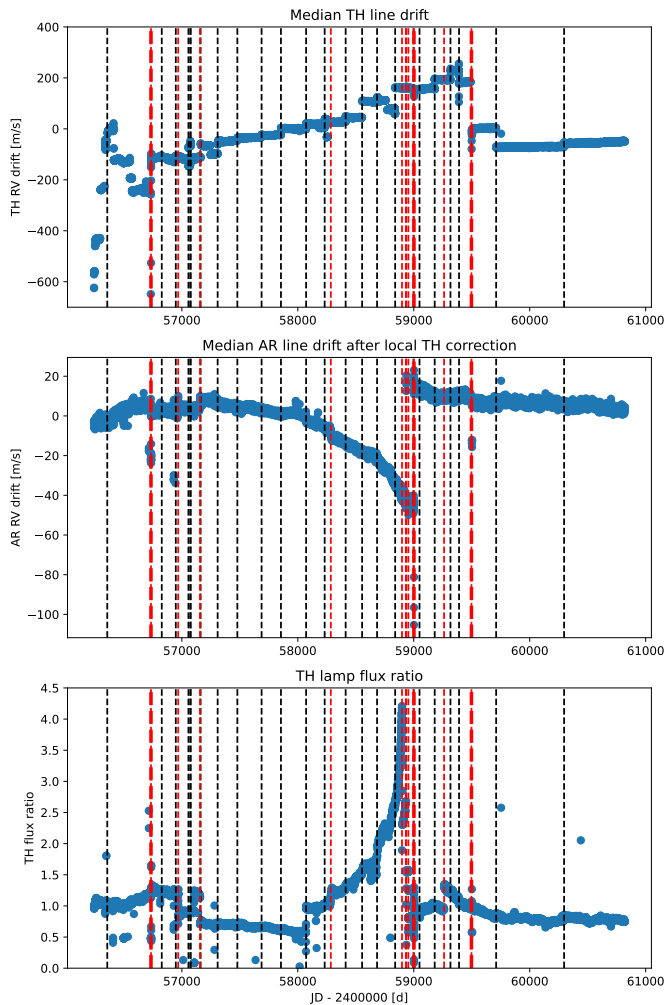 Median TH line drift
400
200
0
−200
−400
−600
TH RV drift [m/s]
57000 58000 59000 60000 61000
Median AR line drift after local TH correction
20
0
−20
−40
−60
−80
−100
AR RV drift [m/s]
57000 58000 59000 60000 61000
TH lamp flux ratio
4.5
4.0
3.5
3.0
2.5
2.0
1.5
1.0
0.5
0.0
TH flux ratio
57000 58000 59000 60000 61000
JD - 2400000 [d]